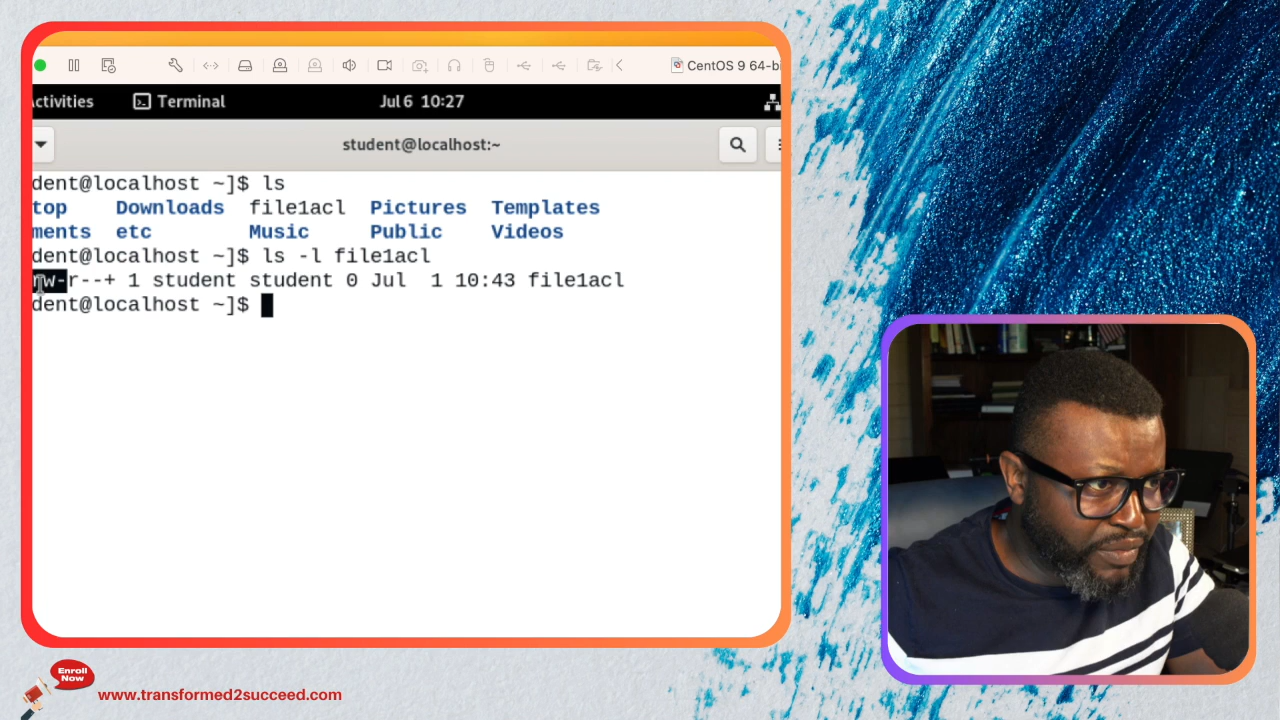 CentOS 9 64-bi
ctivities Terminal Jul 6 10:27
student@localhost:~
dent@localhost ~]$ ls
top Downloads file1acl Pictures Templates
ments etc Music Public Videos
dent@localhost ~]$ ls -l file1acl
rw-r--+ 1 student student 0 Jul 1 10:43 file1acl
dent@localhost ~]$
Enroll
Now
www.transformed2succeed.com